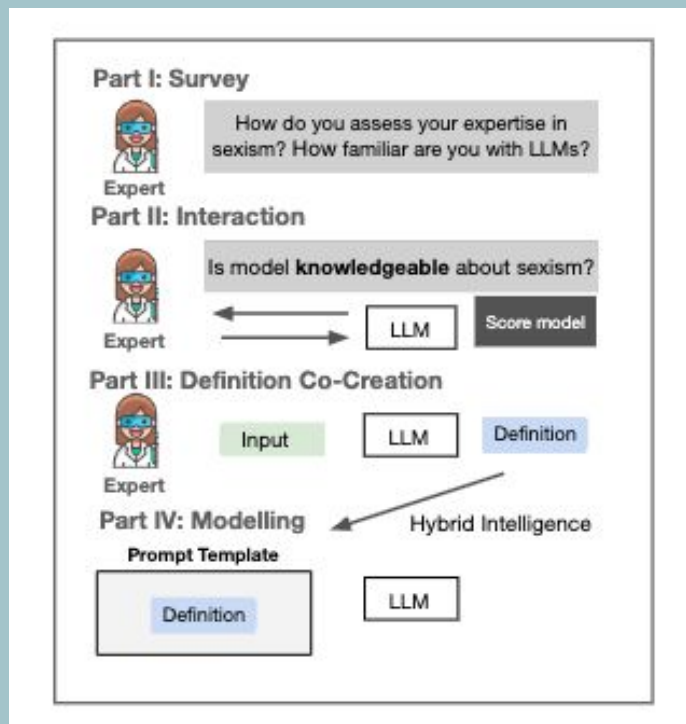 Part I: Survey
How do you assess your expertise in
sexism? How familiar are you with LLMs?
Expert
Part II: Interaction
Is model knowledgeable about sexism?
LLM
Score model
Expert
Part III: Definition Co-Creation
Input
LLM
Definition
Expert
Part IV: Modelling
Hybrid Intelligence
Prompt Template
Definition
LLM